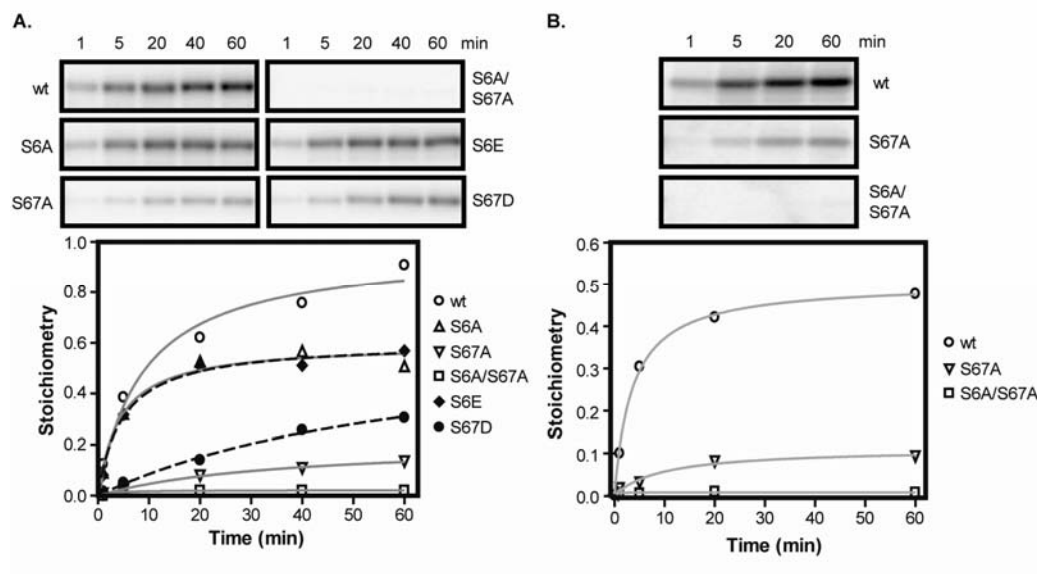 A.
1 5 20 40 60 1 5 20 40 60 min
wt
S6A/
S67A
S6A
S6E
S67A
S67D
1.0
0.8
0.6
0.4
0.2
0.0
Stoichiometry
0 10 20 30 40 50 60
Time (min)
wt
S6A
S67A
S6A/S67A
S6E
S67D
B.
1 5 20 60 min
wt
S67A
S6A/
S67A
0.6
0.5
0.4
0.3
0.2
0.1
0.0
Stoichiometry
0 10 20 30 40 50 60
Time (min)
wt
S67A
S6A/S67A